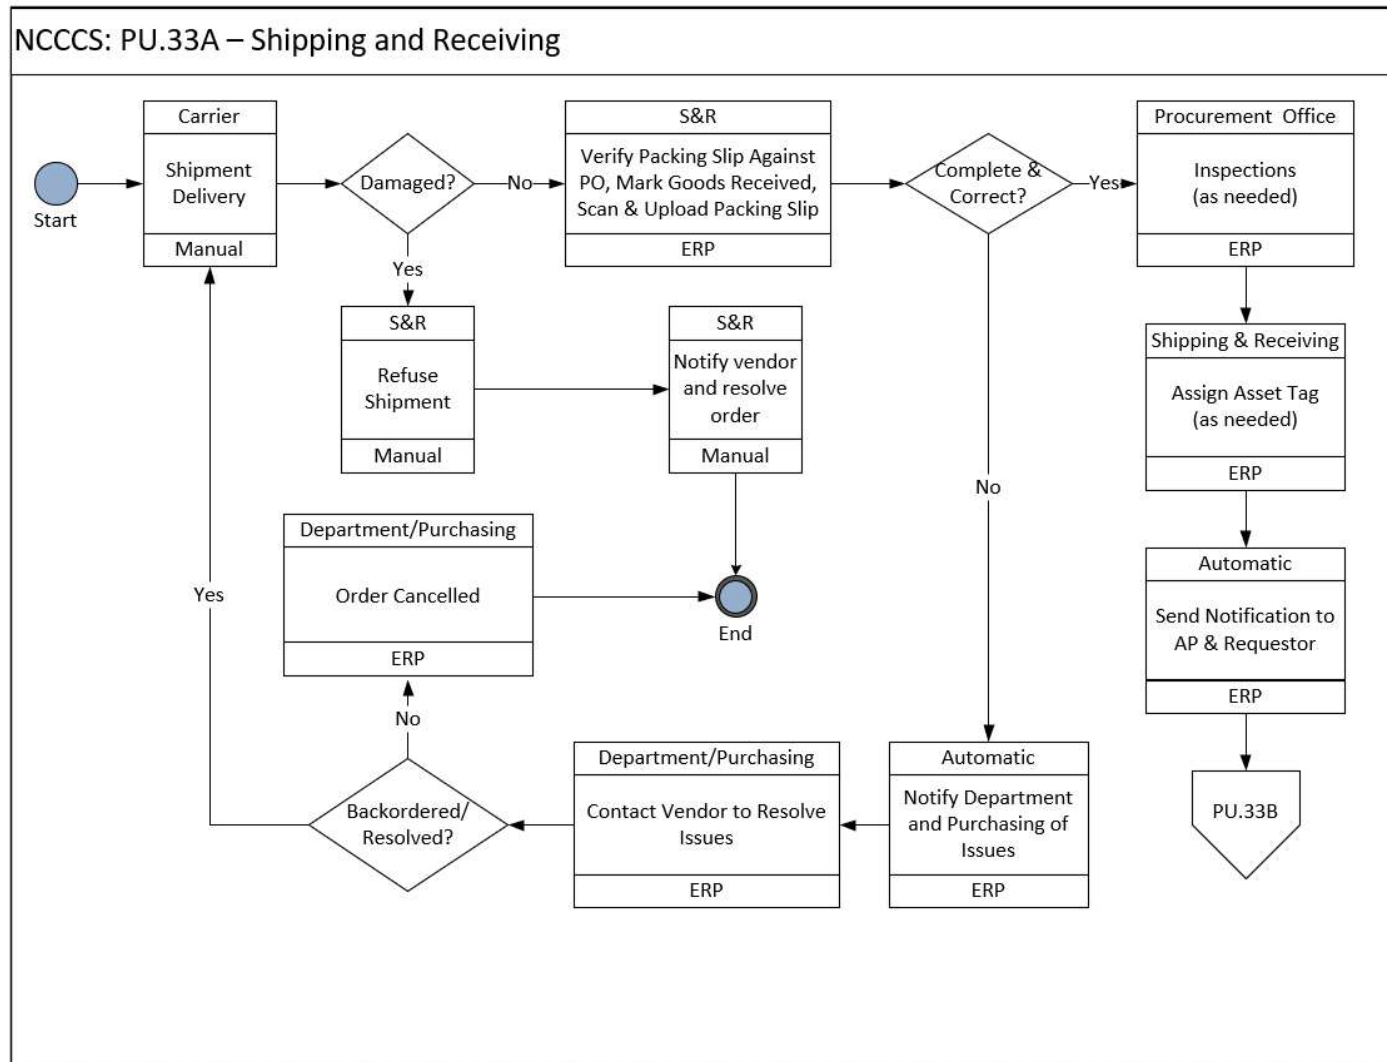 NCCCS: PU.33A – Shipping and Receiving
Start
Carrier
Shipment
Delivery
Manual
Damaged?
No
Yes
S&R
Verify Packing Slip Against
PO, Mark Goods Received,
Scan & Upload Packing Slip
ERP
Complete &
Correct?
Yes
No
Procurement Office
Inspections
(as needed)
ERP
S&R
Refuse
Shipment
Manual
S&R
Notify vendor
and resolve
order
Manual
Shipping & Receiving
Assign Asset Tag
(as needed)
ERP
Department/Purchasing
Order Cancelled
ERP
End
Automatic
Send Notification to
AP & Requestor
ERP
Yes
No
Backordered/
Resolved?
Department/Purchasing
Contact Vendor to Resolve
Issues
ERP
Automatic
Notify Department
and Purchasing of
Issues
ERP
PU.33B